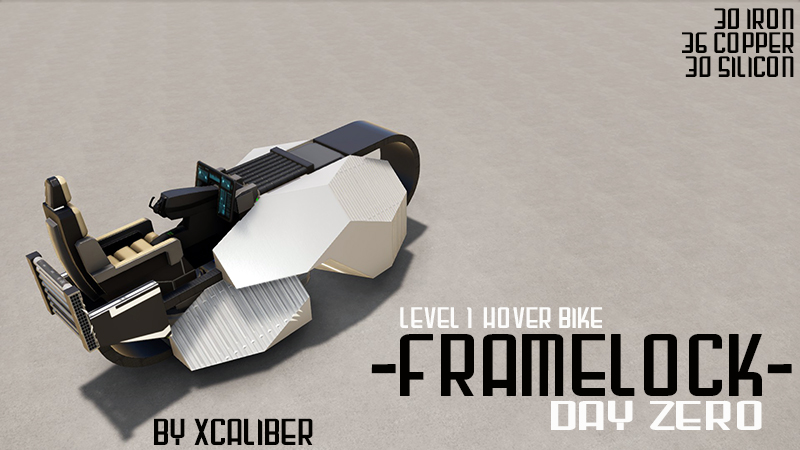 30 IRON
36 COPPER
30 SILICON
LEVEL 1 HOVER BIKE
-FRAMELOCK-
DAY ZERO
BY XCALIBER